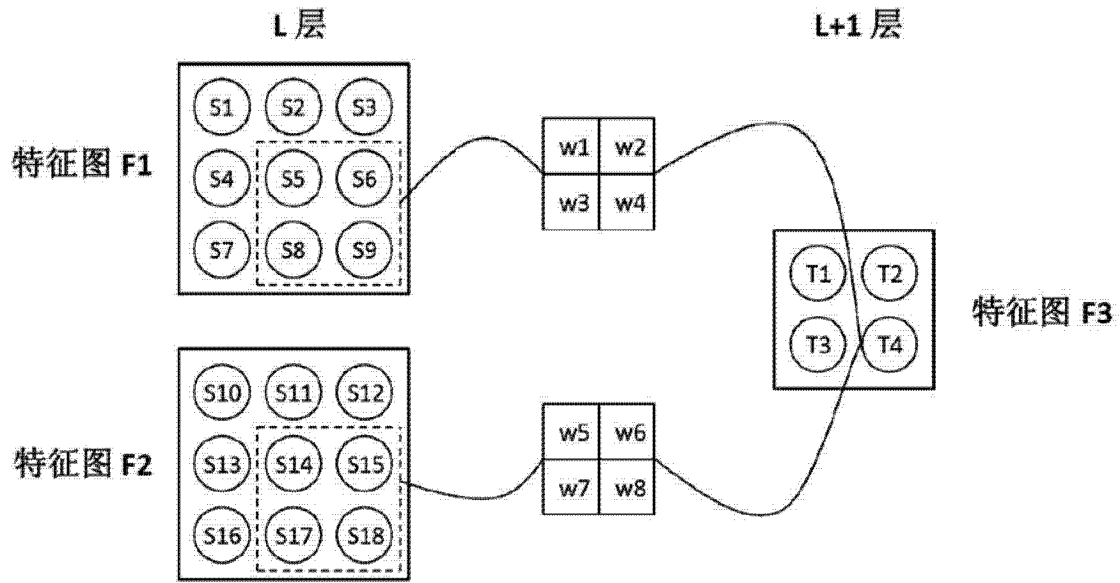 L 层
L+1 层
特征图 F1
S1 S2 S3
S4 S5 S6
S7 S8 S9
w1 w2
w3 w4
T1 T2
T3 T4
特征图 F3
特征图 F2
S10 S11 S12
S13 S14 S15
S16 S17 S18
w5 w6
w7 w8